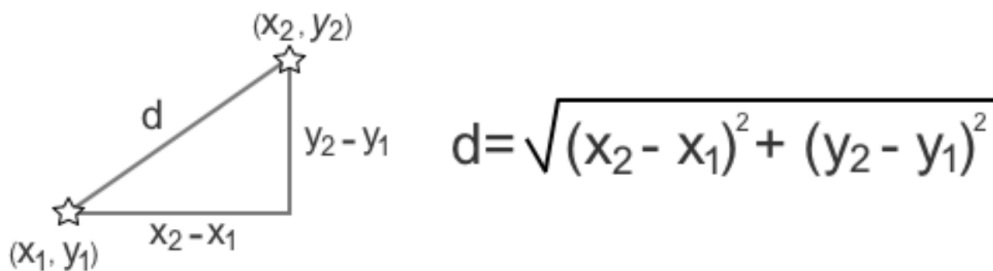 (x₂, y₂)
d
y₂ - y₁
x₂ - x₁
(x₁, y₁)
d=√(x₂ - x₁)² + (y₂ - y₁)²